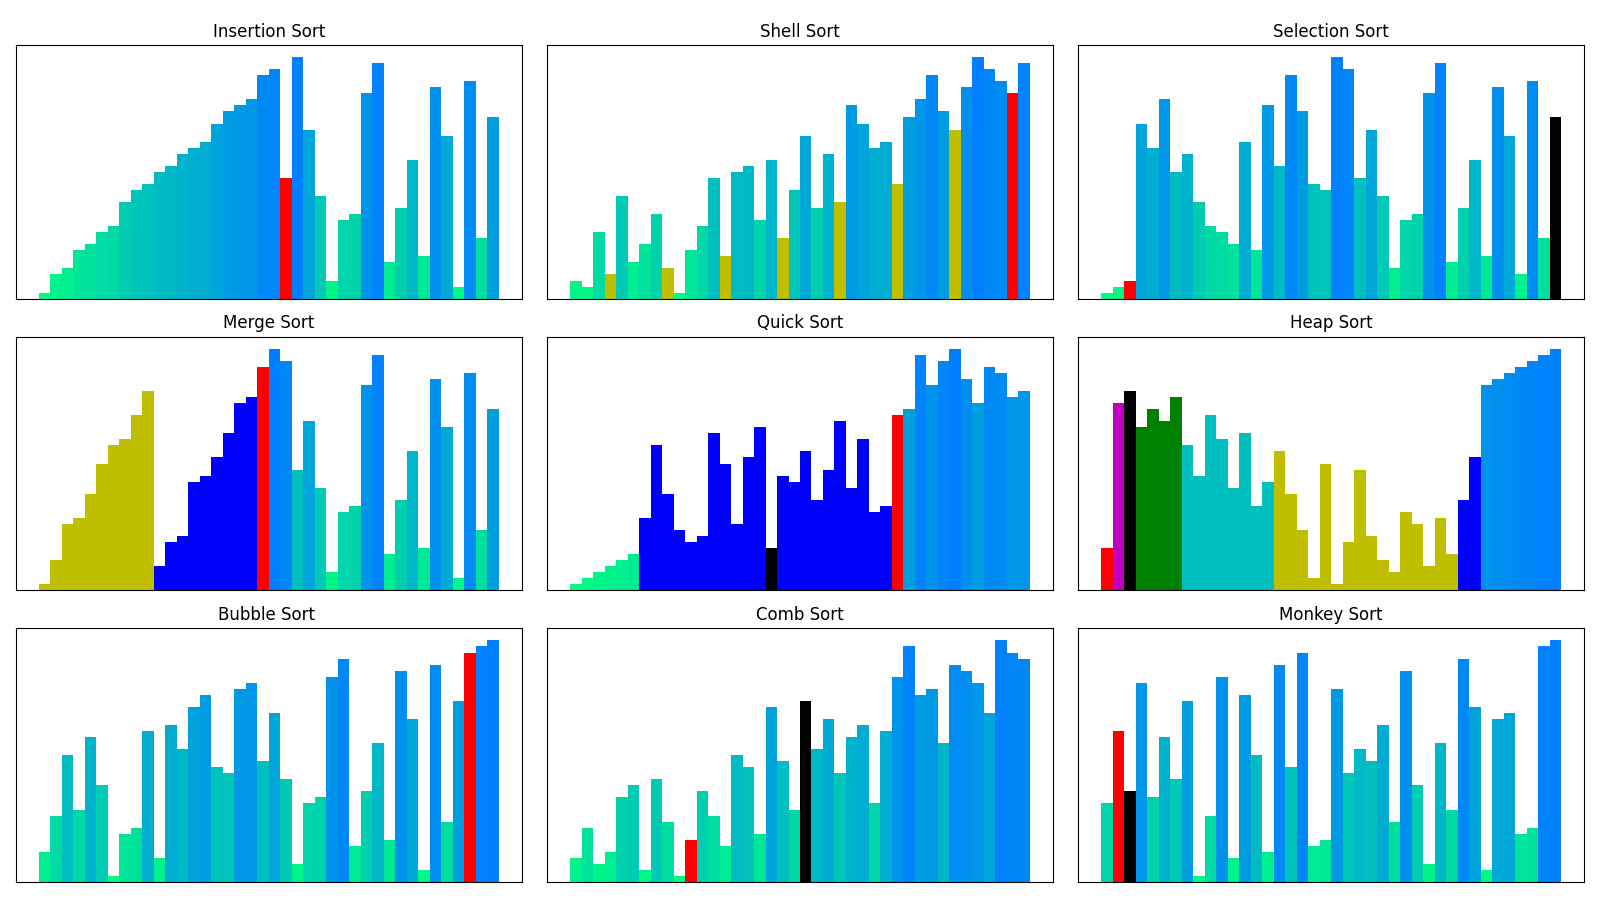 Insertion Sort
Shell Sort
Selection Sort
Merge Sort
Quick Sort
Heap Sort
Bubble Sort
Comb Sort
Monkey Sort